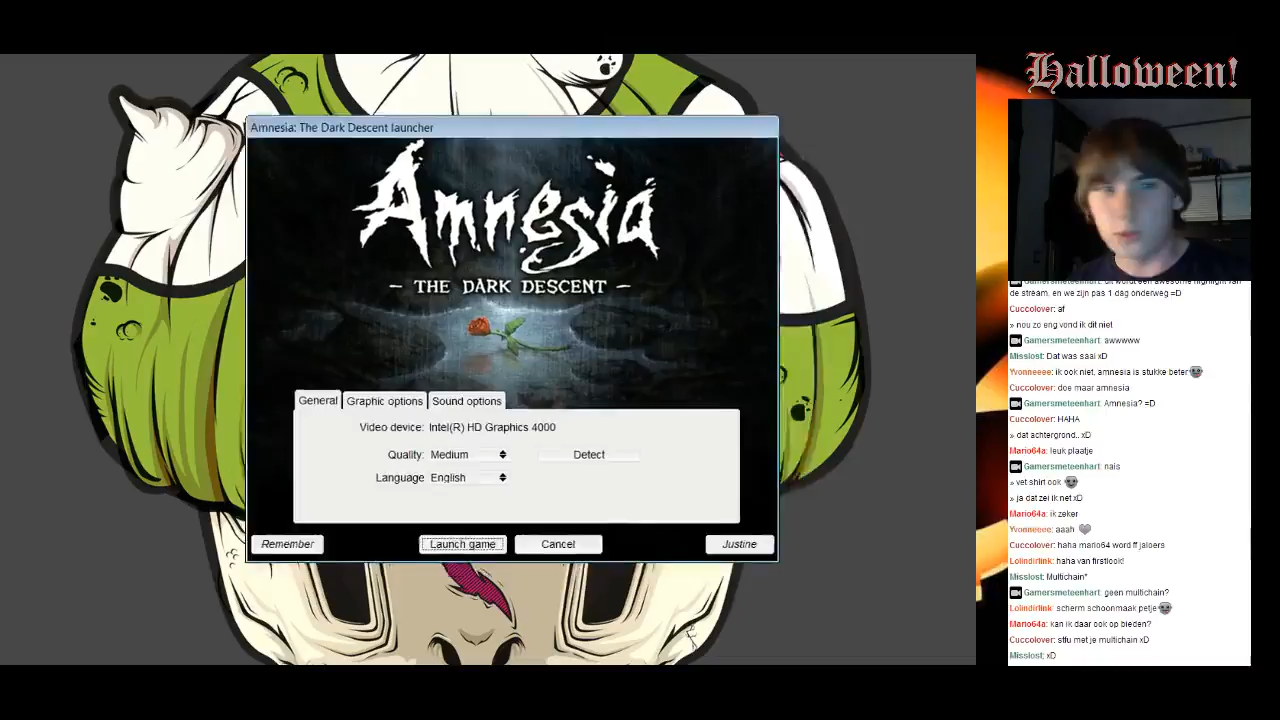 Halloween!
Amnesia: The Dark Descent launcher
Amnesia
- THE DARK DESCENT -
General
Graphic options
Sound options
Video device: Intel(R) HD Graphics 4000
Quality: Medium
Detect
Language English
Remember
Launch game
Cancel
Justine
de stream, en we zijn pas 1 dag onderweg =D
Cuccolover: af
» nou zo eng vond ik dit niet
Gamersmeteenhart: awwwww
Misslost: Dat was saai xD
Yvonneeee: ik ook niet, amnesia is stukke beter
Cuccolover: doe maar amnesia
Gamersmeteenhart: Amnesia? =D
Cuccolover: HAHA
» dat achtergrond.. xD
Mario64a: leuk plaatje
Gamersmeteenhart: nais
» vet shirt ook
» ja dat zei ik net xD
Mario64a: ik zeker
Yvonneeee: aaah
Cuccolover: haha mario64 word ff jaloers
Lolindirlink: haha van firstlook!
Misslost: Multichain*
Gamersmeteenhart: geen multichain?
Lolindirlink: scherm schoonmaak petje
Mario64a: kan ik daar ook op bieden?
Cuccolover: stfu met je multichain xD
Misslost: xD